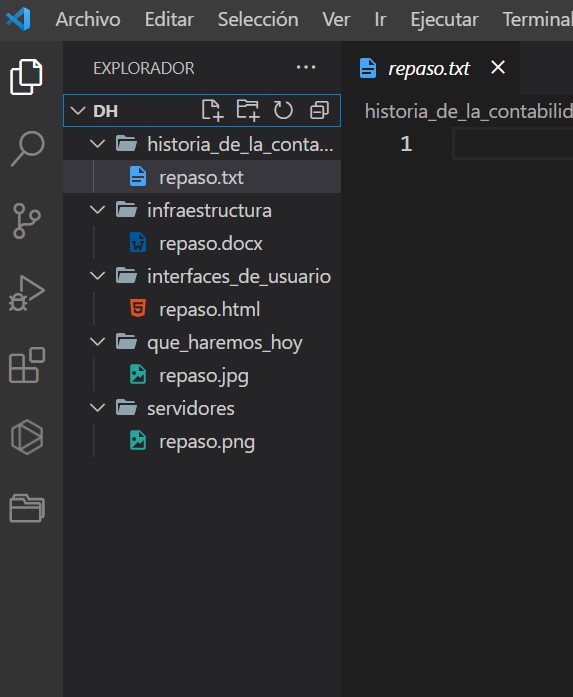 Archivo Editar Selección Ver Ir Ejecutar Terminal
EXPLORADOR
repaso.txt
DH
historia_de_la_contabilid
1
historia_de_la_conta...
repaso.txt
infraestructura
repaso.docx
interfaces_de_usuario
repaso.html
que_haremos_hoy
repaso.jpg
servidores
repaso.png